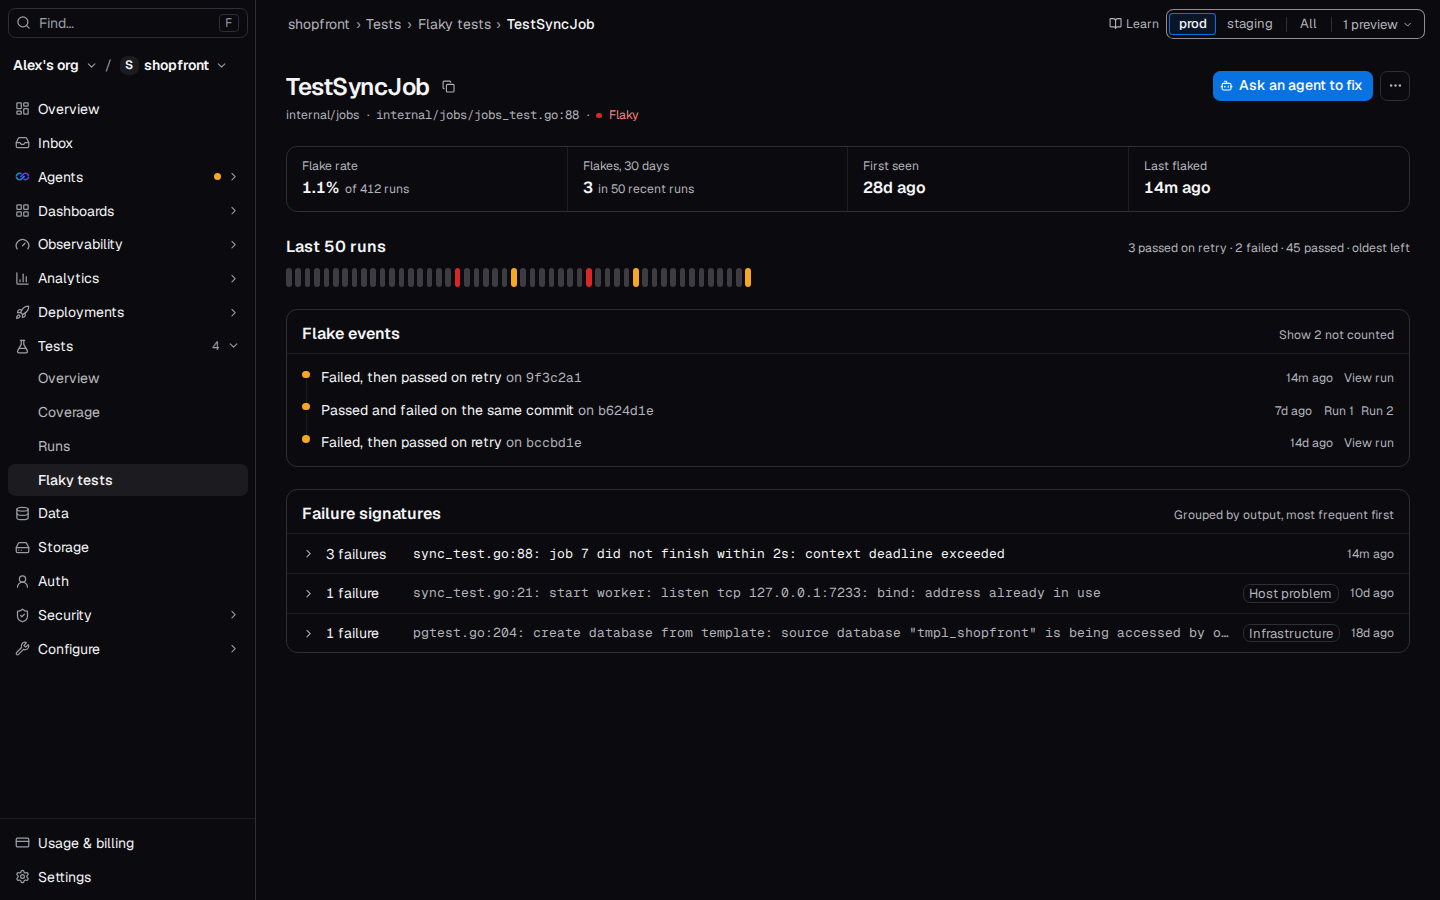 Find...
F
Alex's org / S shopfront
Overview
Inbox
Agents
Dashboards
Observability
Analytics
Deployments
Tests 4
Overview
Coverage
Runs
Flaky tests
Data
Storage
Auth
Security
Configure
Usage & billing
Settings
shopfront › Tests › Flaky tests › TestSyncJob
Learn
prod staging All 1 preview
TestSyncJob
Ask an agent to fix
internal/jobs · internal/jobs/jobs_test.go:88 · Flaky
Flake rate
1.1% of 412 runs
Flakes, 30 days
3 in 50 recent runs
First seen
28d ago
Last flaked
14m ago
Last 50 runs
3 passed on retry · 2 failed · 45 passed · oldest left
Flake events
Show 2 not counted
Failed, then passed on retry on 9f3c2a1
14m ago View run
Passed and failed on the same commit on b624d1e
7d ago Run 1 Run 2
Failed, then passed on retry on bccbd1e
14d ago View run
Failure signatures
Grouped by output, most frequent first
3 failures sync_test.go:88: job 7 did not finish within 2s: context deadline exceeded 14m ago
1 failure sync_test.go:21: start worker: listen tcp 127.0.0.1:7233: bind: address already in use Host problem 10d ago
1 failure pgtest.go:204: create database from template: source database "tmpl_shopfront" is being accessed by o… Infrastructure 18d ago